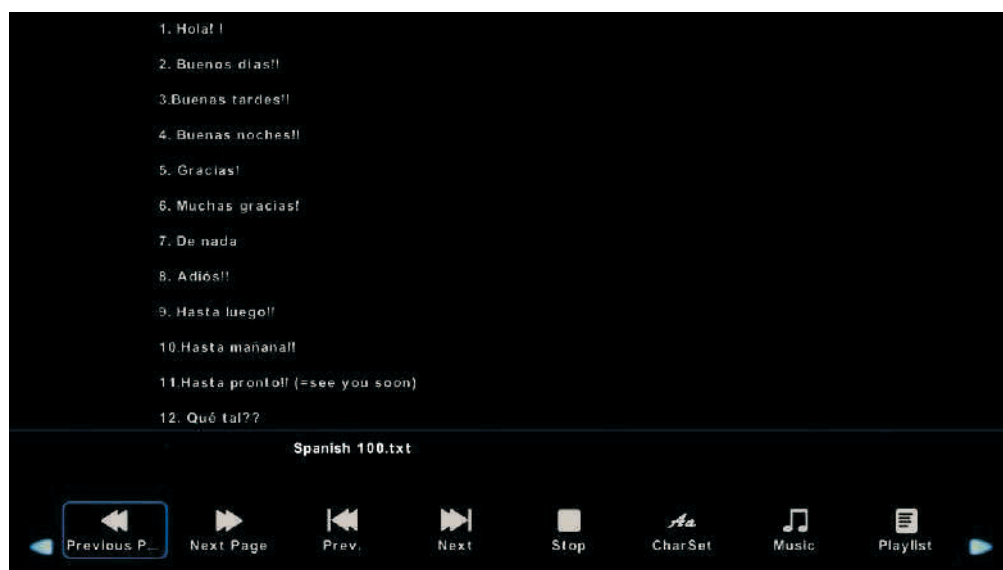 1. Hola! !
2. Buenos días!!
3.Buenas tardes!!
4. Buenas noches!!
5. Gracias!
6. Muchas gracias!
7. De nada
8. Adiós!!
9. Hasta luego!!
10.Hasta mañana!!
11.Hasta pronto!! (=see you soon)
12. Qué tal??
Spanish 100.txt
Previous P...
Next Page
Prev.
Next
Stop
Aa
CharSet
Music
Playlist